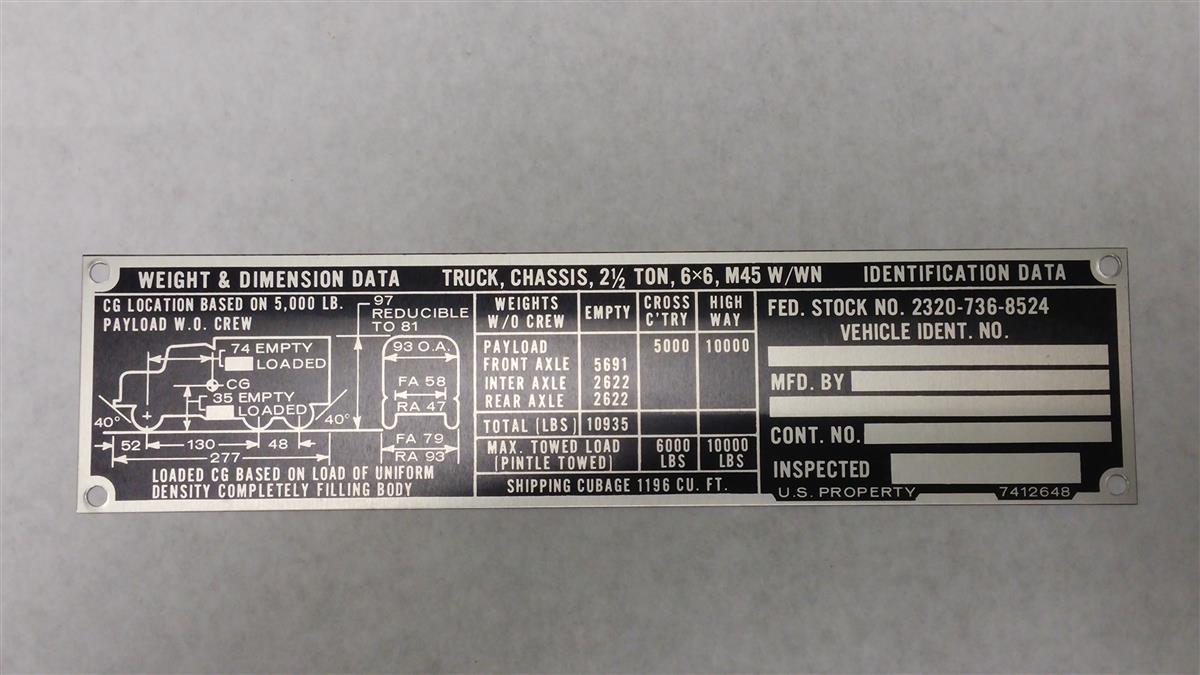 WEIGHT & DIMENSION DATA TRUCK, CHASSIS, 2½ TON, 6×6, M45 W/WN IDENTIFICATION DATA
CG LOCATION BASED ON 5,000 LB.
PAYLOAD W.O. CREW
97
REDUCIBLE
TO 81
74 EMPTY
LOADED
CG
35 EMPTY
LOADED
40°
40°
52 130 48
277
93 O.A.
FA 58
RA 47
FA 79
RA 93
LOADED CG BASED ON LOAD OF UNIFORM
DENSITY COMPLETELY FILLING BODY
WEIGHTS W/O CREW EMPTY CROSS C'TRY HIGH WAY
PAYLOAD 5000 10000
FRONT AXLE 5691
INTER AXLE 2622
REAR AXLE 2622
TOTAL (LBS) 10935
MAX. TOWED LOAD (PINTLE TOWED) 6000 LBS 10000 LBS
SHIPPING CUBAGE 1196 CU. FT.
FED. STOCK NO. 2320-736-8524
VEHICLE IDENT. NO.
MFD. BY
CONT. NO.
INSPECTED
U.S. PROPERTY 7412648